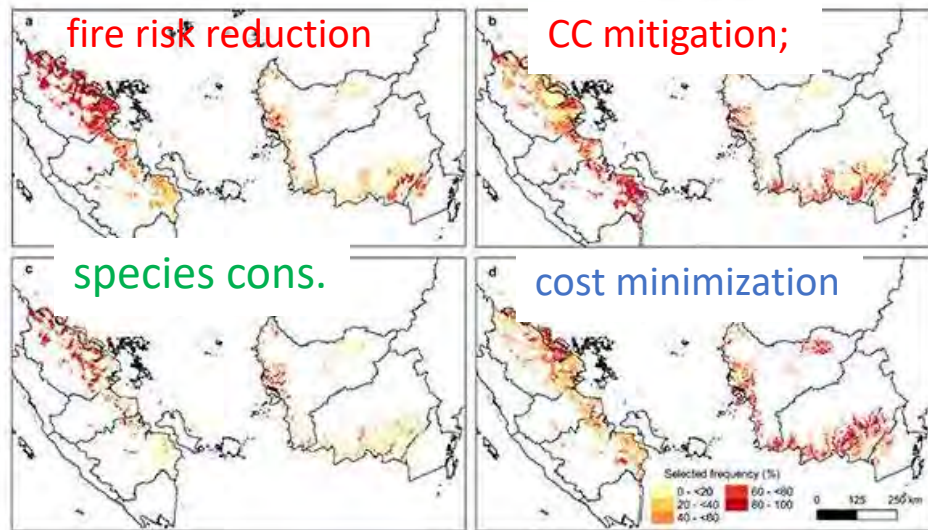 a
fire risk reduction
b
CC mitigation;
c
species cons.
d
cost minimization
Selected frequency (%)
0 - <20 60 - <80
20 - <40 80 - 100
40 - <60
0 125 250 km